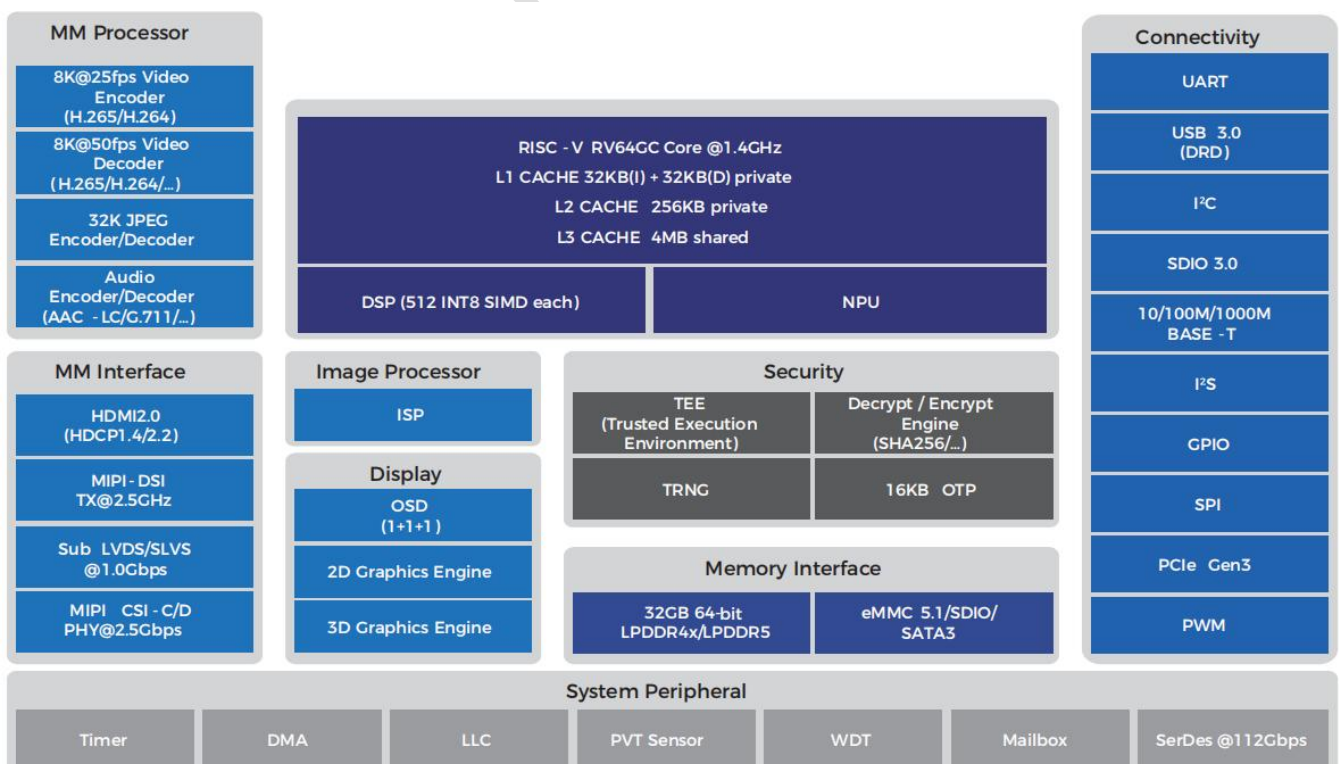 MM Processor
8K@25fps Video
Encoder
(H.265/H.264)
8K@50fps Video
Decoder
(H.265/H.264/...)
32K JPEG
Encoder/Decoder
Audio
Encoder/Decoder
(AAC -LC/G.711/...)
RISC -V RV64GC Core @1.4GHz
L1 CACHE 32KB(I) + 32KB(D) private
L2 CACHE 256KB private
L3 CACHE 4MB shared
DSP (512 INT8 SIMD each)
NPU
MM Interface
HDMI2.0
(HDCP1.4/2.2)
MIPI-DSI
TX@2.5GHz
Sub LVDS/SLVS
@1.0Gbps
MIPI CSI-C/D
PHY@2.5Gbps
Image Processor
ISP
Display
OSD
(1+1+1)
2D Graphics Engine
3D Graphics Engine
Security
TEE
(Trusted Execution
Environment)
Decrypt / Encrypt
Engine
(SHA256/...)
TRNG
16KB OTP
Memory Interface
32GB 64-bit
LPDDR4x/LPDDR5
eMMC 5.1/SDIO/
SATA3
Connectivity
UART
USB 3.0
(DRD)
I²C
SDIO 3.0
10/100M/1000M
BASE -T
I²S
GPIO
SPI
PCIe Gen3
PWM
System Peripheral
Timer
DMA
LLC
PVT Sensor
WDT
Mailbox
SerDes @112Gbps